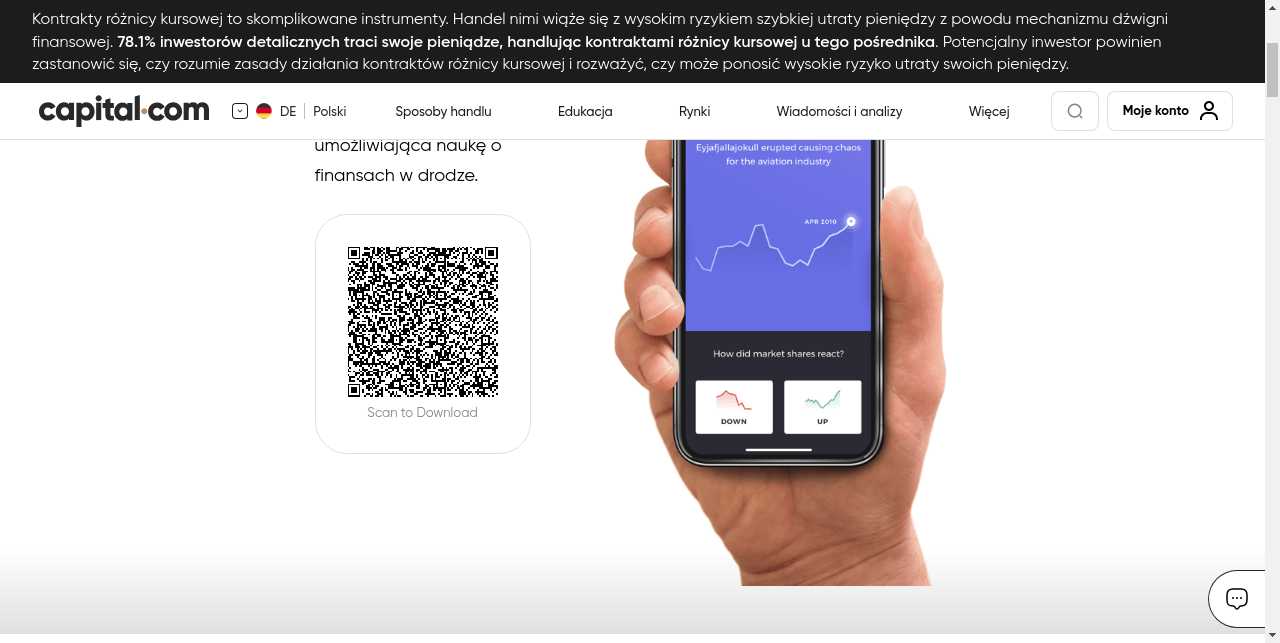 Kontrakty różnicy kursowej to skomplikowane instrumenty. Handel nimi wiąże się z wysokim ryzykiem szybkiej utraty pieniędzy z powodu mechanizmu dźwigni
finansowej. 78.1% inwestorów detalicznych traci swoje pieniądze, handlując kontraktami różnicy kursowej u tego pośrednika. Potencjalny inwestor powinien
zastanowić się, czy rozumie zasady działania kontraktów różnicy kursowej i rozważyć, czy może ponosić wysokie ryzyko utraty swoich pieniędzy.
capital.com DE Polski Sposoby handlu Edukacja Rynki Wiadomości i analizy Więcej Moje konto
umożliwiająca naukę o
finansach w drodze.
Scan to Download
Eyjafjallajokull erupted causing chaos
for the aviation industry
APR 2010
How did market shares react?
DOWN UP